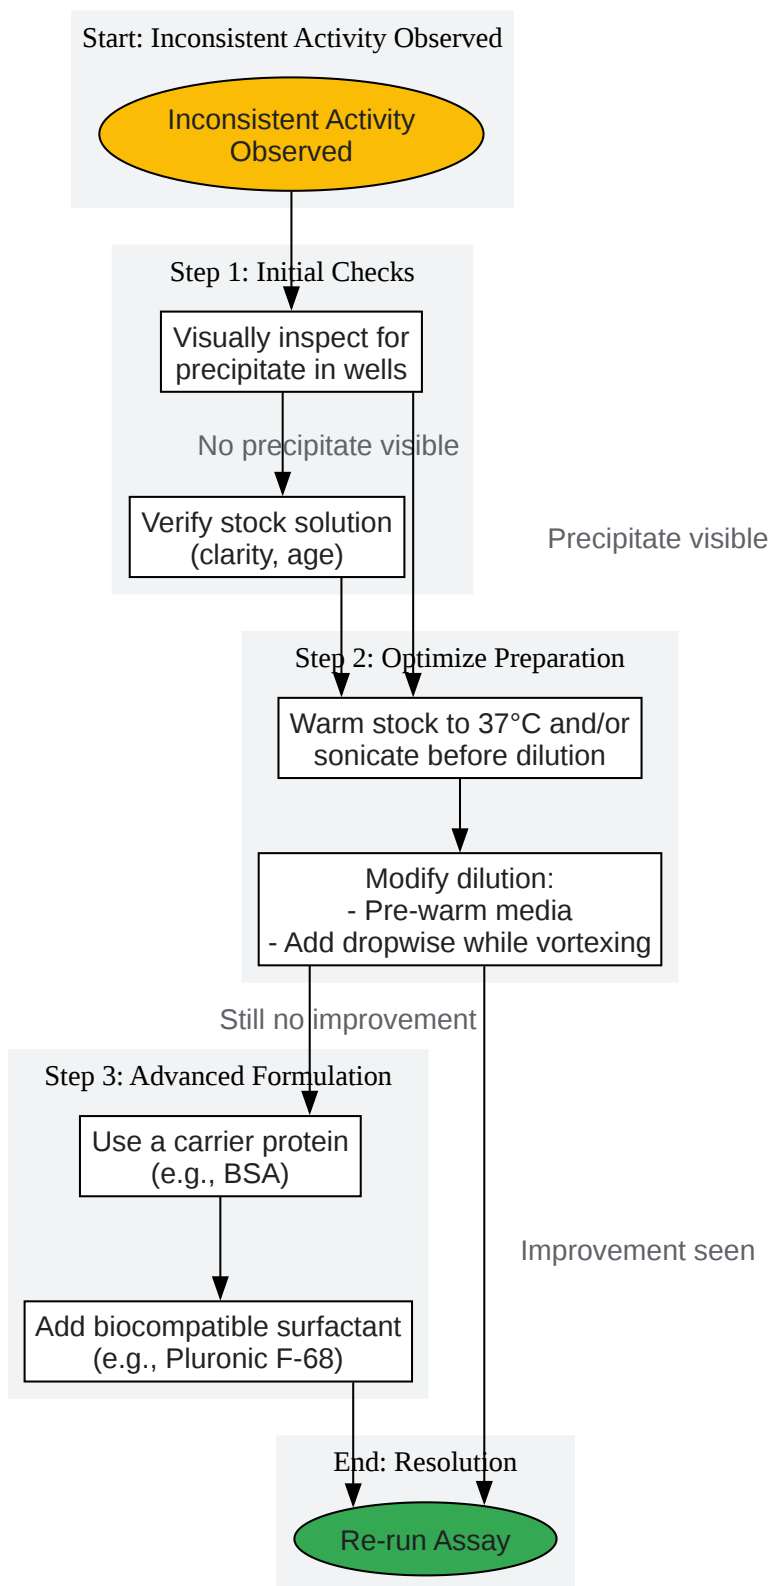 Start: Inconsistent Activity Observed
Inconsistent Activity
Observed
Step 1: Initial Checks
Visually inspect for
precipitate in wells
No precipitate visible
Verify stock solution
(clarity, age)
Precipitate visible
Step 2: Optimize Preparation
Warm stock to 37°C and/or
sonicate before dilution
Modify dilution:
- Pre-warm media
- Add dropwise while vortexing
Still no improvement
Step 3: Advanced Formulation
Use a carrier protein
(e.g., BSA)
Improvement seen
Add biocompatible surfactant
(e.g., Pluronic F-68)
End: Resolution
Re-run Assay